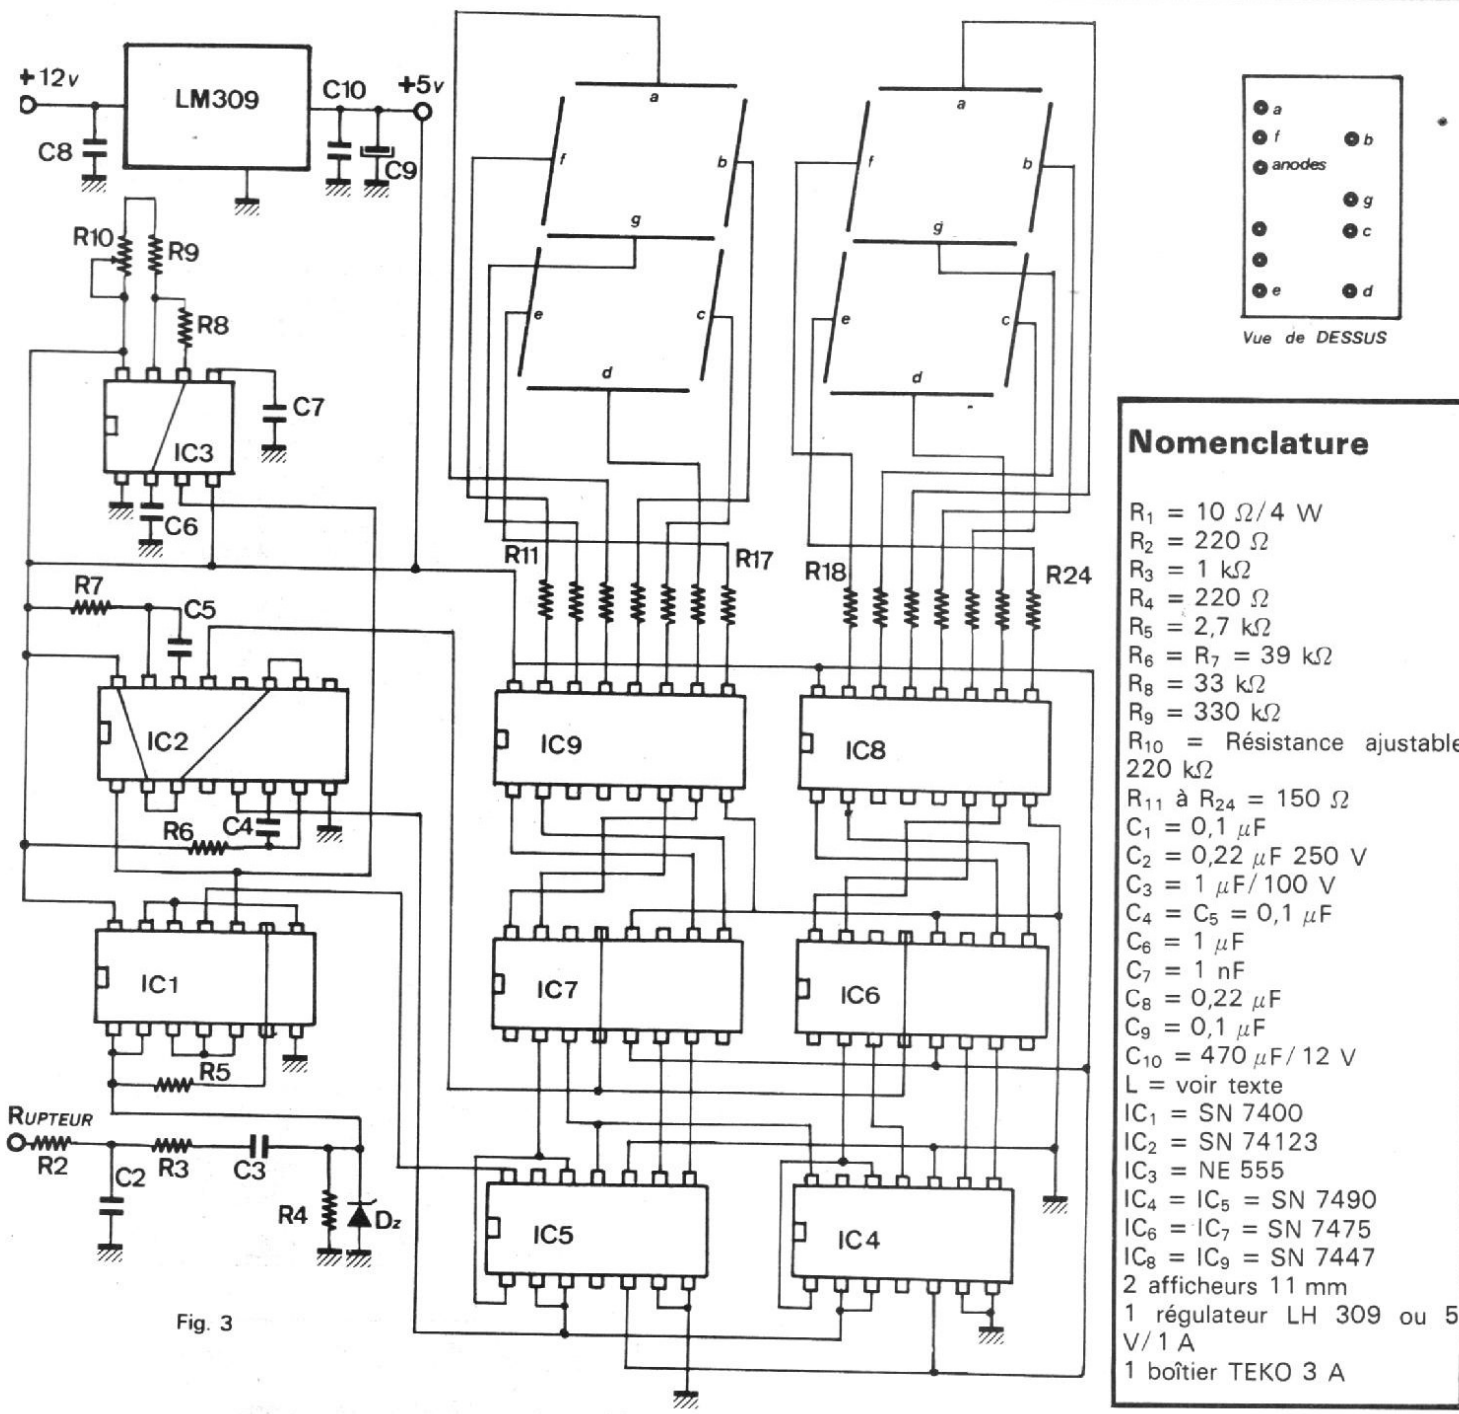 +12v
LM309
C10
+5v
C8
C9
R10
R9
R8
C7
IC3
C6
R7
C5
IC2
R6
C4
IC1
R5
RUPTEUR
R2
C2
R3
C3
R4
Dz
Fig. 3
a
f
b
g
e
c
d
a
f
b
g
e
c
d
R11
R17
R18
R24
IC9
IC8
IC7
IC6
IC5
IC4
a
f
b
anodes
g
c
e
d
Vue de DESSUS
Nomenclature
R1 = 10 Ω/4 W
R2 = 220 Ω
R3 = 1 kΩ
R4 = 220 Ω
R5 = 2,7 kΩ
R6 = R7 = 39 kΩ
R8 = 33 kΩ
R9 = 330 kΩ
R10 = Résistance ajustable
220 kΩ
R11 à R24 = 150 Ω
C1 = 0,1 μF
C2 = 0,22 μF 250 V
C3 = 1 μF/100 V
C4 = C5 = 0,1 μF
C6 = 1 μF
C7 = 1 nF
C8 = 0,22 μF
C9 = 0,1 μF
C10 = 470 μF/12 V
L = voir texte
IC1 = SN 7400
IC2 = SN 74123
IC3 = NE 555
IC4 = IC5 = SN 7490
IC6 = IC7 = SN 7475
IC8 = IC9 = SN 7447
2 afficheurs 11 mm
1 régulateur LH 309 ou 5
V/1 A
1 boîtier TEKO 3 A